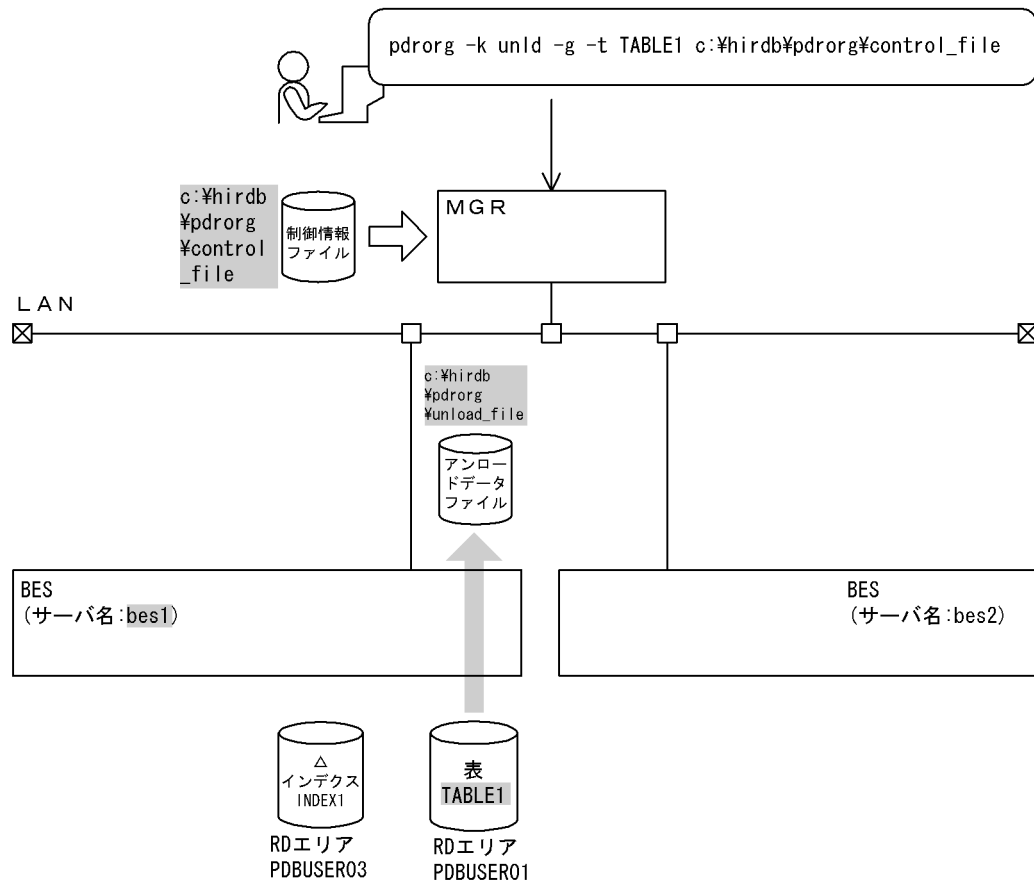 pdrorg -k unld -g -t TABLE1 c:¥hirdb¥pdrorg¥control_file
c:¥hirdb
¥pdrorg
¥control
_file
制御情報
ファイル
MGR
LAN
c:¥hirdb
¥pdrorg
¥unload_file
アンロー
ドデータ
ファイル
BES
(サーバ名:bes1)
BES
(サーバ名:bes2)
△
インデクス
INDEX1
表
TABLE1
RDエリア
PDBUSER03
RDエリア
PDBUSER01